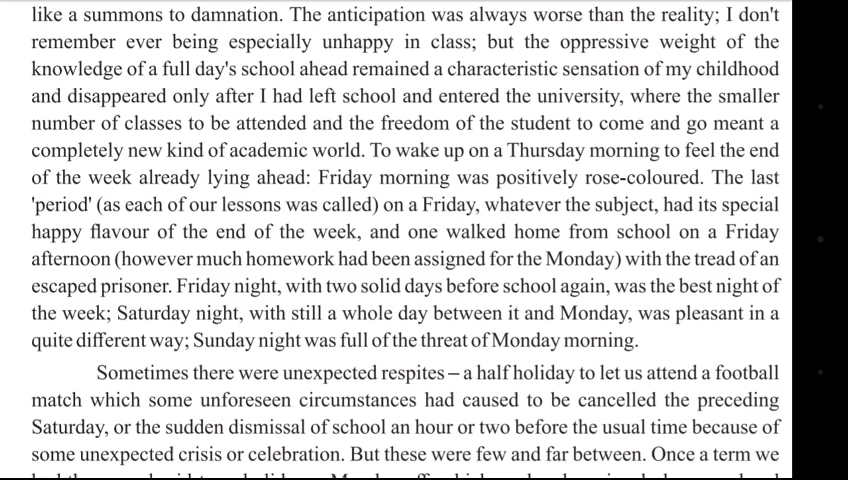 like a summons to damnation. The anticipation was always worse than the reality; I don't
remember ever being especially unhappy in class; but the oppressive weight of the
knowledge of a full day's school ahead remained a characteristic sensation of my childhood
and disappeared only after I had left school and entered the university, where the smaller
number of classes to be attended and the freedom of the student to come and go meant a
completely new kind of academic world. To wake up on a Thursday morning to feel the end
of the week already lying ahead: Friday morning was positively rose-coloured. The last
'period' (as each of our lessons was called) on a Friday, whatever the subject, had its special
happy flavour of the end of the week, and one walked home from school on a Friday
afternoon (however much homework had been assigned for the Monday) with the tread of an
escaped prisoner. Friday night, with two solid days before school again, was the best night of
the week; Saturday night, with still a whole day between it and Monday, was pleasant in a
quite different way; Sunday night was full of the threat of Monday morning.
Sometimes there were unexpected respites – a half holiday to let us attend a football
match which some unforeseen circumstances had caused to be cancelled the preceding
Saturday, or the sudden dismissal of school an hour or two before the usual time because of
some unexpected crisis or celebration. But these were few and far between. Once a term we